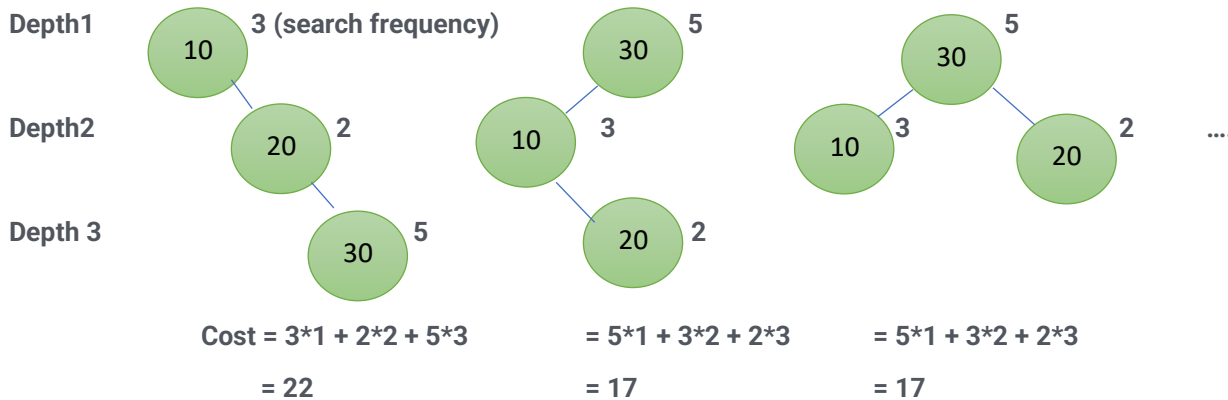 Depth1 10 3 (search frequency) 30 5 30 5
Depth2 20 2 10 3 10 3 20 2 ...
Depth 3 30 5 20 2
Cost = 3*1 + 2*2 + 5*3 = 5*1 + 3*2 + 2*3 = 5*1 + 3*2 + 2*3
= 22 = 17 = 17